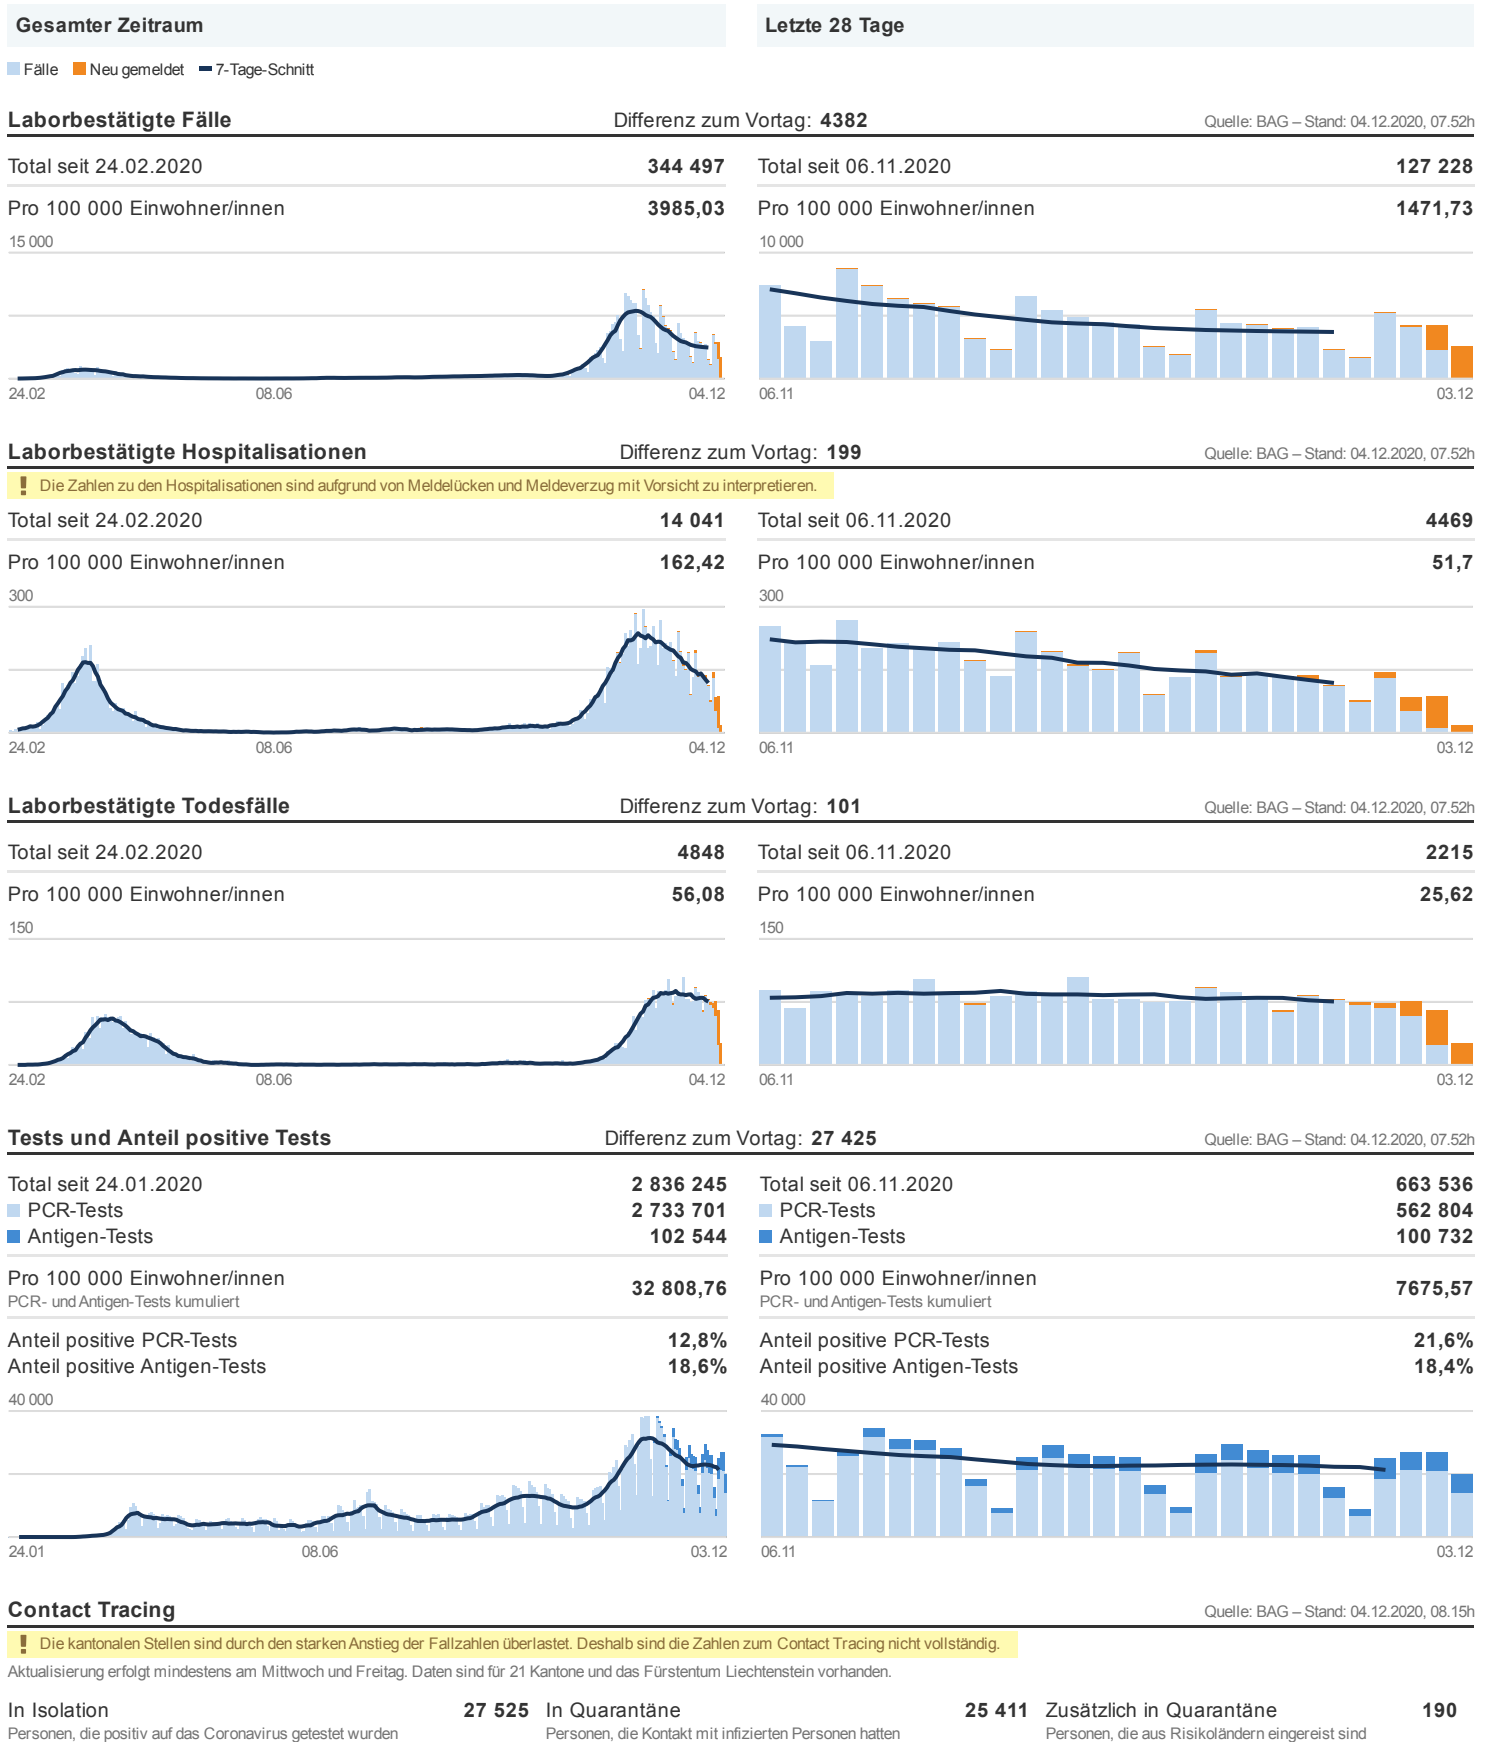 Gesamter Zeitraum
Letzte 28 Tage
Fälle Neu gemeldet 7-Tage-Schnitt
Laborbestätigte Fälle Differenz zum Vortag: 4382 Quelle: BAG – Stand: 04.12.2020, 07.52h
Total seit 24.02.2020 344 497 Total seit 06.11.2020 127 228
Pro 100 000 Einwohner/innen 3985,03 Pro 100 000 Einwohner/innen 1471,73
15 000 10 000
24.02 08.06 04.12 06.11 03.12
Laborbestätigte Hospitalisationen Differenz zum Vortag: 199 Quelle: BAG – Stand: 04.12.2020, 07.52h
! Die Zahlen zu den Hospitalisationen sind aufgrund von Meldelücken und Meldeverzug mit Vorsicht zu interpretieren.
Total seit 24.02.2020 14 041 Total seit 06.11.2020 4469
Pro 100 000 Einwohner/innen 162,42 Pro 100 000 Einwohner/innen 51,7
300 300
24.02 08.06 04.12 06.11 03.12
Laborbestätigte Todesfälle Differenz zum Vortag: 101 Quelle: BAG – Stand: 04.12.2020, 07.52h
Total seit 24.02.2020 4848 Total seit 06.11.2020 2215
Pro 100 000 Einwohner/innen 56,08 Pro 100 000 Einwohner/innen 25,62
150 150
24.02 08.06 04.12 06.11 03.12
Tests und Anteil positive Tests Differenz zum Vortag: 27 425 Quelle: BAG – Stand: 04.12.2020, 07.52h
Total seit 24.01.2020 2 836 245 Total seit 06.11.2020 663 536
PCR-Tests 2 733 701 PCR-Tests 562 804
Antigen-Tests 102 544 Antigen-Tests 100 732
Pro 100 000 Einwohner/innen 32 808,76 Pro 100 000 Einwohner/innen 7675,57
PCR- und Antigen-Tests kumuliert PCR- und Antigen-Tests kumuliert
Anteil positive PCR-Tests 12,8% Anteil positive PCR-Tests 21,6%
Anteil positive Antigen-Tests 18,6% Anteil positive Antigen-Tests 18,4%
40 000 40 000
24.01 08.06 03.12 06.11 03.12
Contact Tracing Quelle: BAG – Stand: 04.12.2020, 08.15h
! Die kantonalen Stellen sind durch den starken Anstieg der Fallzahlen überlastet. Deshalb sind die Zahlen zum Contact Tracing nicht vollständig.
Aktualisierung erfolgt mindestens am Mittwoch und Freitag. Daten sind für 21 Kantone und das Fürstentum Liechtenstein vorhanden.
In Isolation 27 525 In Quarantäne 25 411 Zusätzlich in Quarantäne 190
Personen, die positiv auf das Coronavirus getestet wurden Personen, die Kontakt mit infizierten Personen hatten Personen, die aus Risikoländern eingereist sind